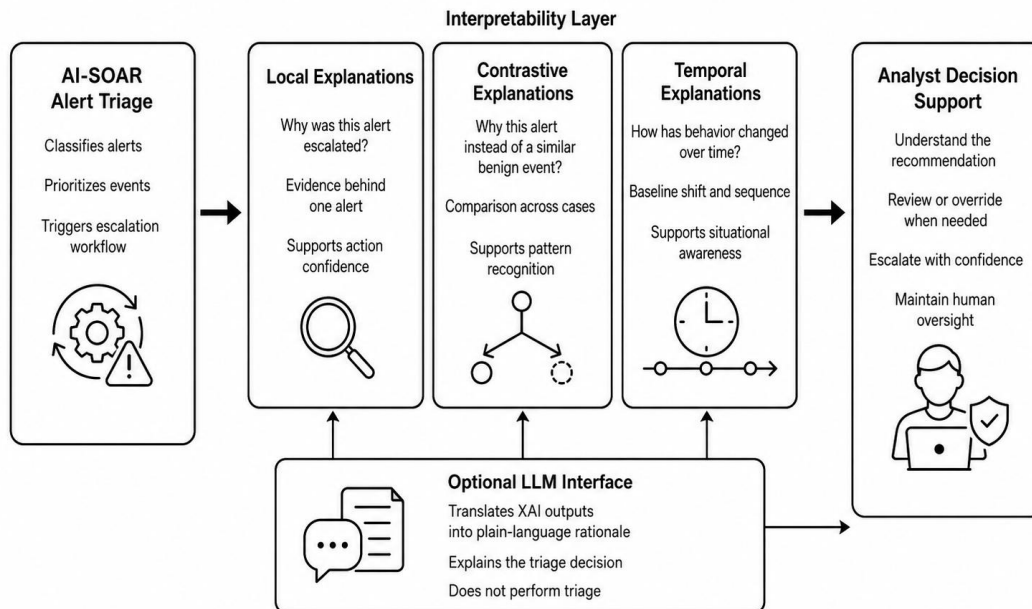 Interpretability Layer
AI-SOAR
Alert Triage
Classifies alerts
Prioritizes events
Triggers escalation
workflow
Local Explanations
Why was this alert
escalated?
Evidence behind
one alert
Supports action
confidence
Contrastive
Explanations
Why this alert
instead of a similar
benign event?
Comparison across cases
Supports pattern
recognition
Temporal
Explanations
How has behavior changed
over time?
Baseline shift and sequence
Supports situational
awareness
Analyst Decision
Support
Understand the
recommendation
Review or override
when needed
Escalate with confidence
Maintain human
oversight
Optional LLM Interface
Translates XAI outputs
into plain-language rationale
Explains the triage decision
Does not perform triage